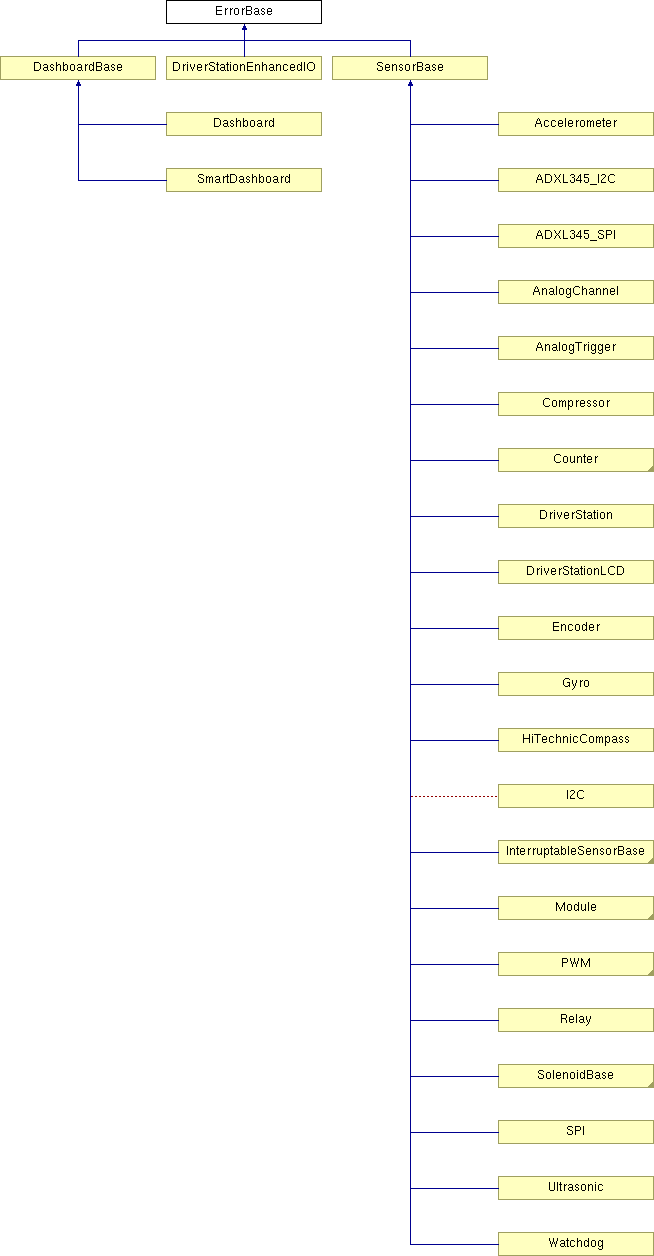 ErrorBase
DashboardBase
DriverStationEnhancedIO
SensorBase
Dashboard
Accelerometer
SmartDashboard
ADXL345_I2C
ADXL345_SPI
AnalogChannel
AnalogTrigger
Compressor
Counter
DriverStation
DriverStationLCD
Encoder
Gyro
HiTechnicCompass
I2C
InterruptableSensorBase
Module
PWM
Relay
SolenoidBase
SPI
Ultrasonic
Watchdog